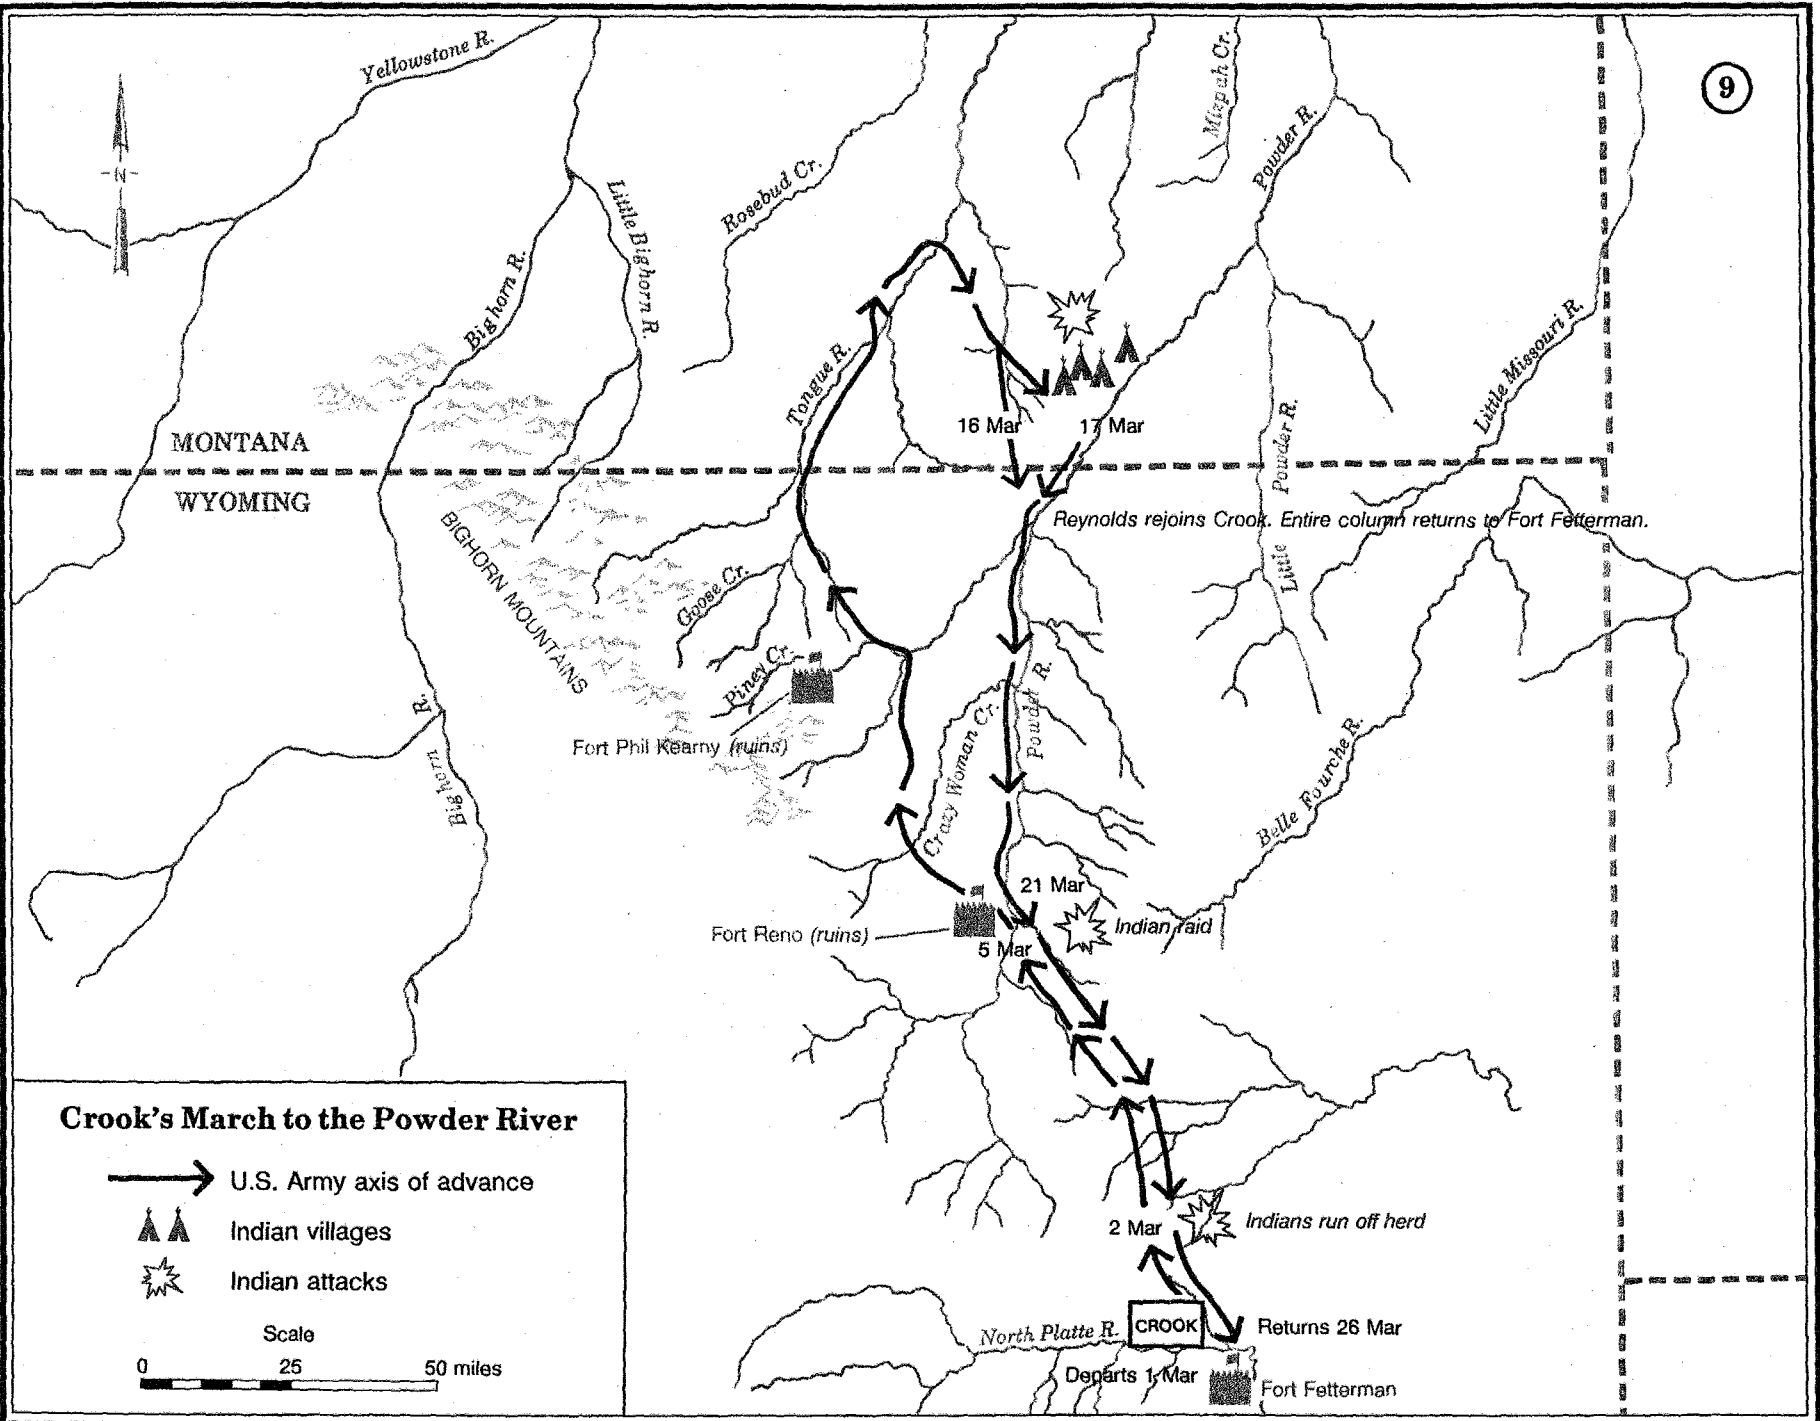 Yellowstone R.
9
Mizpah Cr.
Powder R.
N
Rosebud Cr.
Little Bighorn R.
Bighorn R.
Little Missouri R.
Tongue R.
16 Mar
17 Mar
MONTANA
WYOMING
Little Powder R.
Reynolds rejoins Crook. Entire column returns to Fort Fetterman.
BIGHORN MOUNTAINS
Goose Cr.
Piney Cr.
Fort Phil Kearny (ruins)
Powder R.
Crazy Woman Cr.
Bighorn R.
Belle Fourche R.
21 Mar
Indian raid
Fort Reno (ruins)
5 Mar
2 Mar
Indians run off herd
North Platte R.
CROOK
Returns 26 Mar
Departs 1 Mar
Fort Fetterman
Crook's March to the Powder River
U.S. Army axis of advance
Indian villages
Indian attacks
Scale
0 25 50 miles